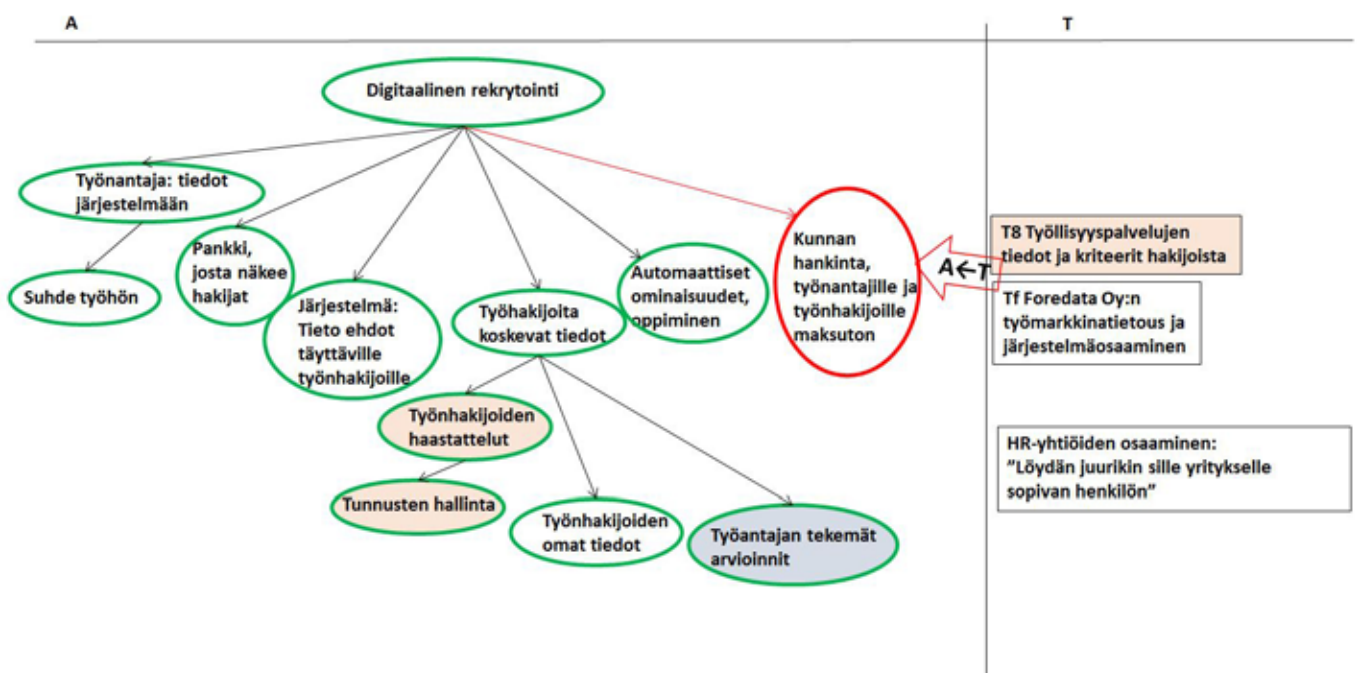 A
T
Digitaalinen rekrytointi
Työnantaja: tiedot
järjestelmään
Suhde työhön
Pankki,
josta näkee
hakijat
Järjestelmä:
Tieto ehdot
täyttäville
työnhakijoille
Työhakijoita
koskevat tiedot
Automaattiset
ominaisuudet,
oppiminen
Kunnan
hankinta,
työnantajille ja
työnhakijoille
maksuton
A←T
T8 Työllisyyspalvelujen
tiedot ja kriteerit hakijoista
Tf Foredata Oy:n
työmarkkinatietous ja
järjestelmäosaaminen
Työnhakijoiden
haastattelut
Tunnusten hallinta
Työnhakijoiden
omat tiedot
Työantajan tekemät
arvioinnit
HR-yhtiöiden osaaminen:
"Löydän juurikin sille yritykselle
sopivan henkilön"